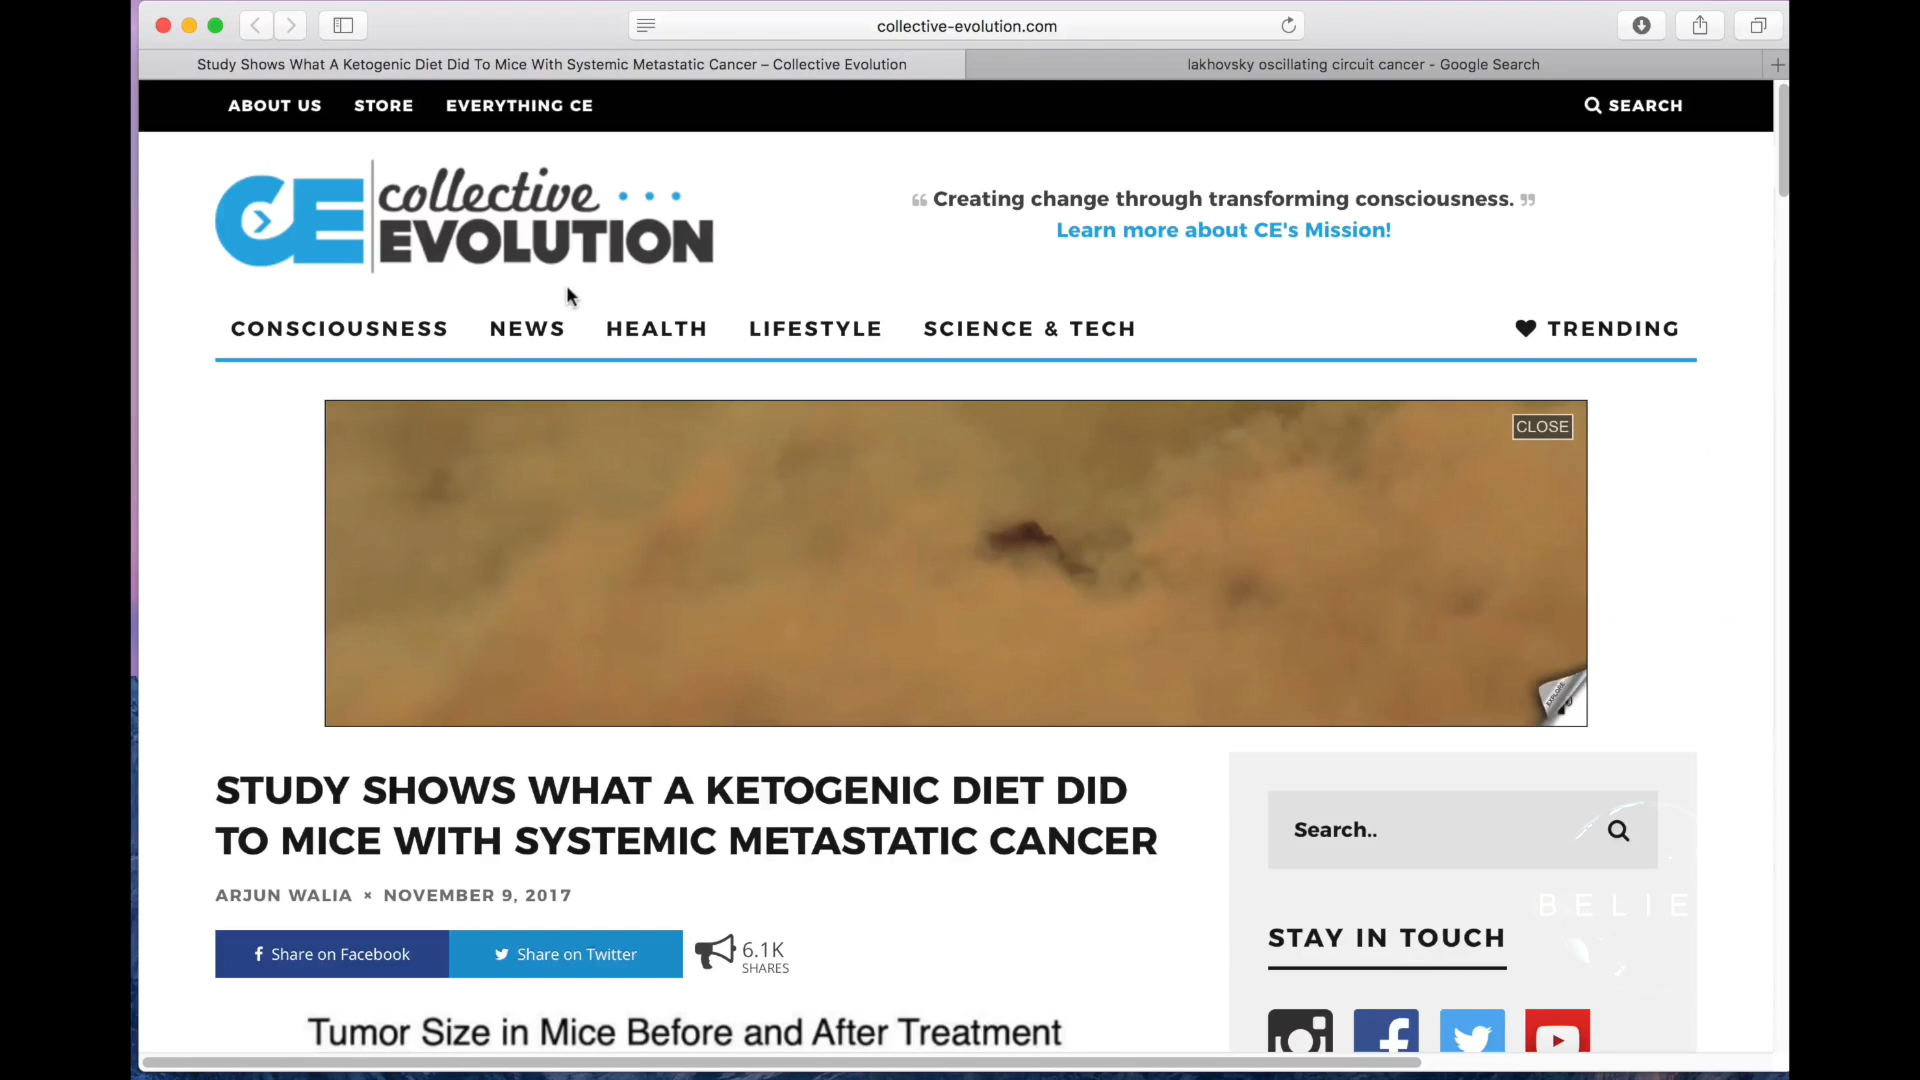 collective-evolution.com
Study Shows What A Ketogenic Diet Did To Mice With Systemic Metastatic Cancer – Collective Evolution
lakhovsky oscillating circuit cancer - Google Search
ABOUT US STORE EVERYTHING CE
SEARCH
CE collective EVOLUTION
Creating change through transforming consciousness.
Learn more about CE's Mission!
CONSCIOUSNESS NEWS HEALTH LIFESTYLE SCIENCE & TECH TRENDING
CLOSE
EXPLORE
STUDY SHOWS WHAT A KETOGENIC DIET DID
TO MICE WITH SYSTEMIC METASTATIC CANCER
ARJUN WALIA × NOVEMBER 9, 2017
Share on Facebook
Share on Twitter
6.1K
SHARES
Tumor Size in Mice Before and After Treatment
Search..
BELIE
STAY IN TOUCH